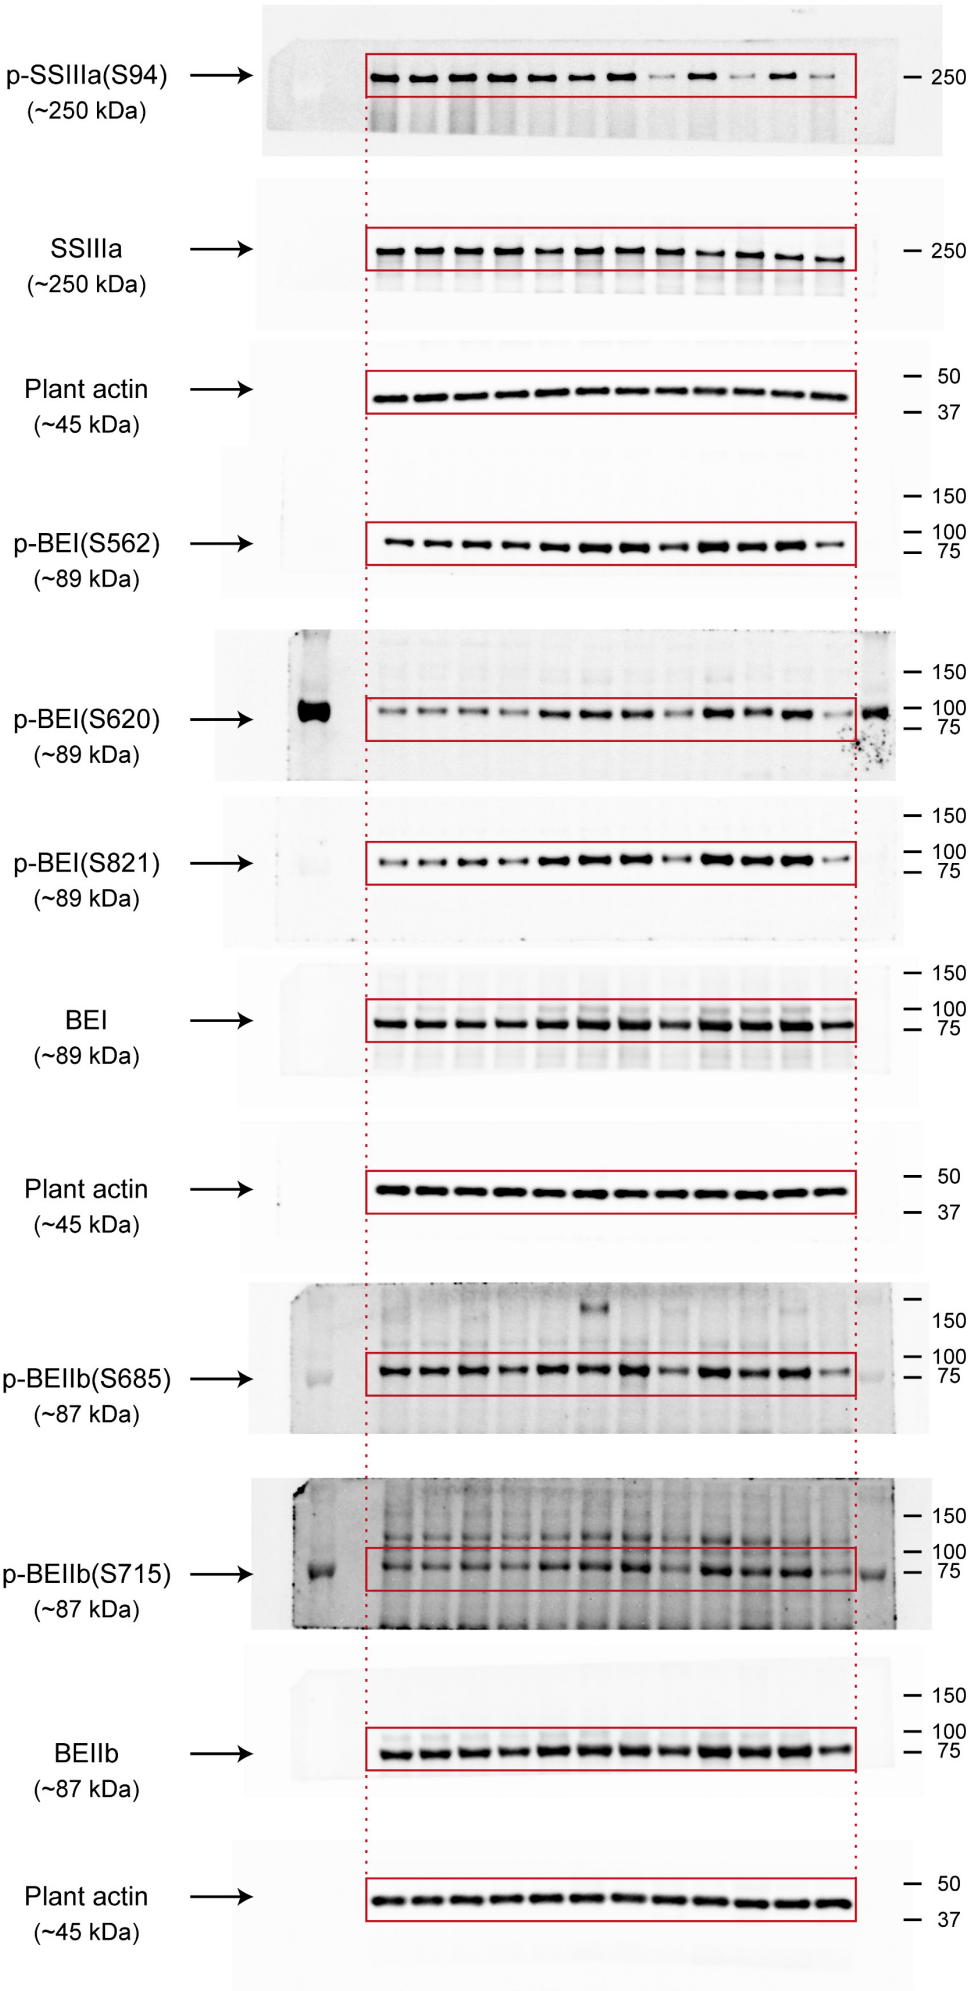 p-SSIIIa(S94)
(~250 kDa)
250
SSIIIa
(~250 kDa)
250
Plant actin
(~45 kDa)
50
37
p-BEI(S562)
(~89 kDa)
150
100
75
p-BEI(S620)
(~89 kDa)
150
100
75
p-BEI(S821)
(~89 kDa)
150
100
75
BEI
(~89 kDa)
150
100
75
Plant actin
(~45 kDa)
50
37
p-BEIIb(S685)
(~87 kDa)
150
100
75
p-BEIIb(S715)
(~87 kDa)
150
100
75
BEIIb
(~87 kDa)
150
100
75
Plant actin
(~45 kDa)
50
37